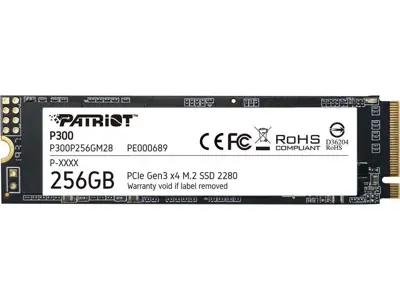 PATRIOT
P300
P300P256GM28 PE000689
P-XXXX
256GB
PCIe Gen3 x4 M.2 SSD 2280
Warranty void if label removed
CE FC
RoHS
COMPLIANT
D36204
RoHS